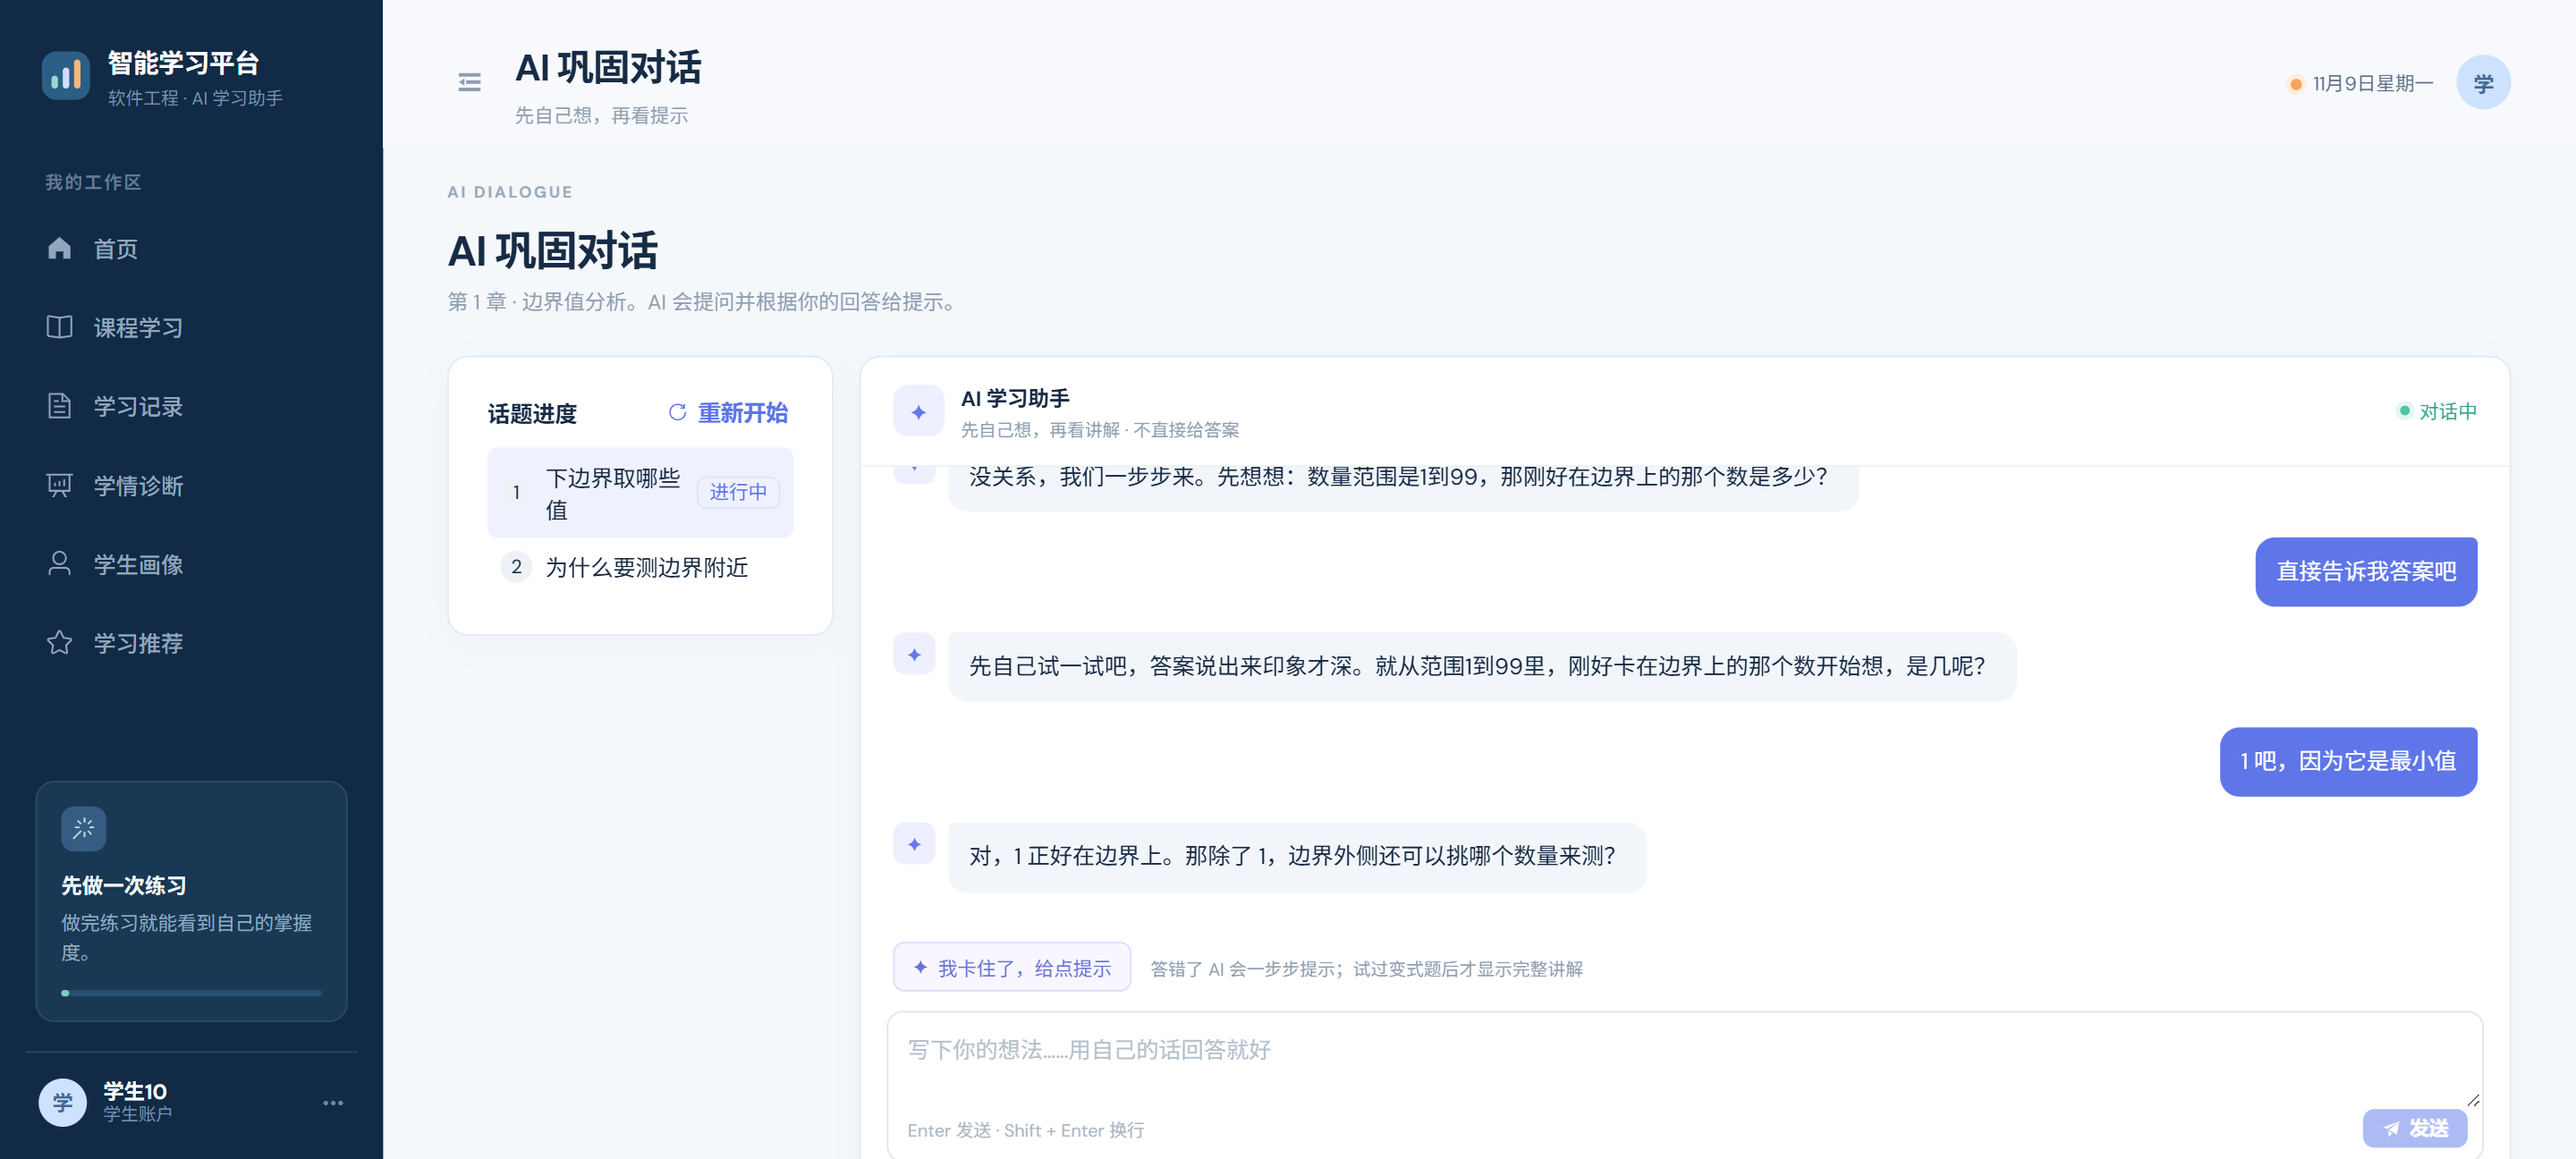 智能学习平台
软件工程 · AI 学习助手
我的工作区
首页
课程学习
学习记录
学情诊断
学生画像
学习推荐
先做一次练习
做完练习就能看到自己的掌握
度。
学
学生10
学生账户
AI 巩固对话
先自己想，再看提示
11月9日星期一
学
AI DIALOGUE
AI 巩固对话
第 1 章 · 边界值分析。AI 会提问并根据你的回答给提示。
话题进度
重新开始
1
下边界取哪些
值
进行中
2
为什么要测边界附近
AI 学习助手
先自己想，再看讲解 · 不直接给答案
对话中
没关系，我们一步步来。先想想：数量范围是1到99，那刚好在边界上的那个数是多少？
直接告诉我答案吧
先自己试一试吧，答案说出来印象才深。就从范围1到99里，刚好卡在边界上的那个数开始想，是几呢？
1 吧，因为它是最小值
对，1 正好在边界上。那除了 1，边界外侧还可以挑哪个数量来测？
我卡住了，给点提示
答错了 AI 会一步步提示；试过变式题后才显示完整讲解
写下你的想法……用自己的话回答就好
Enter 发送 · Shift + Enter 换行
发送